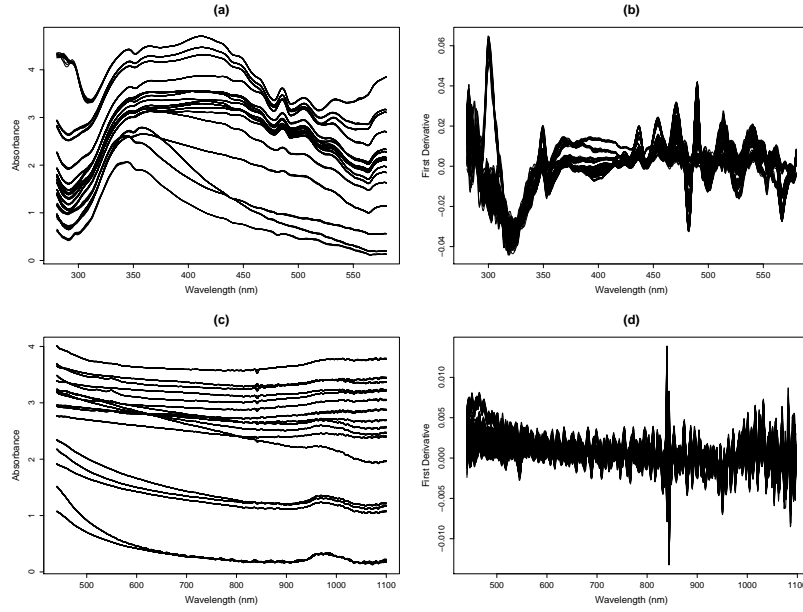 (a)
Absorbance
0 1 2 3 4
300 350 400 450 500 550
Wavelength (nm)
(b)
First Derivative
−0.04 −0.02 0.00 0.02 0.04 0.06
300 350 400 450 500 550
Wavelength (nm)
(c)
Absorbance
0 1 2 3 4
500 600 700 800 900 1000 1100
Wavelength (nm)
(d)
First Derivative
−0.010 −0.005 0.000 0.005 0.010
500 600 700 800 900 1000 1100
Wavelength (nm)